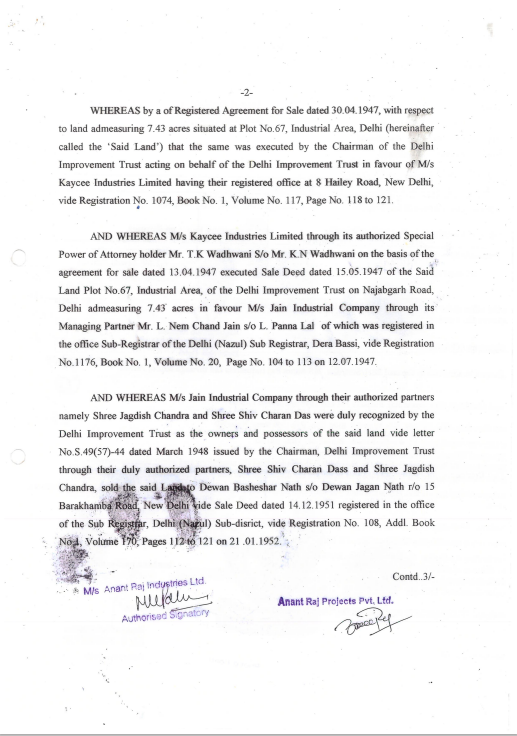 -2-
WHEREAS by a of Registered Agreement for Sale dated 30.04.1947, with respect
to land admeasuring 7.43 acres situated at Plot No.67, Industrial Area, Delhi (hereinafter
called the 'Said Land') that the same was executed by the Chairman of the Delhi
Improvement Trust acting on behalf of the Delhi Improvement Trust in favour of M/s
Kaycee Industries Limited having their registered office at 8 Hailey Road, New Delhi,
vide Registration No. 1074, Book No. 1, Volume No. 117, Page No. 118 to 121.
AND WHEREAS M/s Kaycee Industries Limited through its authorized Special
Power of Attorney holder Mr. T.K Wadhwani S/o Mr. K.N Wadhwani on the basis of the
agreement for sale dated 13.04.1947 executed Sale Deed dated 15.05.1947 of the Said
Land Plot No.67, Industrial Area, of the Delhi Improvement Trust on Najabgarh Road,
Delhi admeasuring 7.43 acres in favour M/s Jain Industrial Company through its
Managing Partner Mr. L. Nem Chand Jain s/o L. Panna Lal of which was registered in
the office Sub-Registrar of the Delhi (Nazul) Sub Registrar, Dera Bassi, vide Registration
No.1176, Book No. 1, Volume No. 20, Page No. 104 to 113 on 12.07.1947.
AND WHEREAS M/s Jain Industrial Company through their authorized partners
namely Shree Jagdish Chandra and Shree Shiv Charan Das were duly recognized by the
Delhi Improvement Trust as the owners and possessors of the said land vide letter
No.S.49(57)-44 dated March 1948 issued by the Chairman, Delhi Improvement Trust
through their duly authorized partners, Shree Shiv Charan Dass and Shree Jagdish
Chandra, sold the said Land to Dewan Basheshar Nath s/o Dewan Jagan Nath r/o 15
Barakhamba Road, New Delhi vide Sale Deed dated 14.12.1951 registered in the office
of the Sub Registrar, Delhi (Nazul) Sub-disrict, vide Registration No. 108, Addl. Book
No.1, Volume 170, Pages 112 to 121 on 21 .01.1952.
Contd..3/-
M/s Anant Raj Industries Ltd.
Authorised Signatory
Anant Raj Projects Pvt. Ltd.